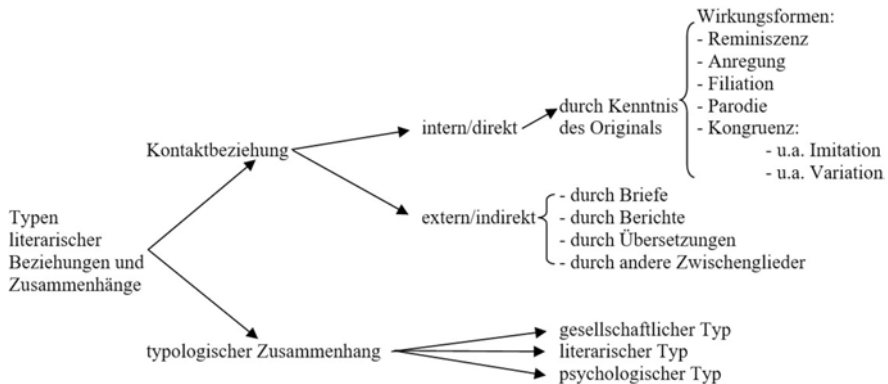 Typen
literarischer
Beziehungen und
Zusammenhänge
Kontaktbeziehung
intern/direkt
durch Kenntnis
des Originals
Wirkungsformen:
- Reminiszenz
- Anregung
- Filiation
- Parodie
- Kongruenz:
- u.a. Imitation
- u.a. Variation
extern/indirekt
- durch Briefe
- durch Berichte
- durch Übersetzungen
- durch andere Zwischenglieder
typologischer Zusammenhang
gesellschaftlicher Typ
literarischer Typ
psychologischer Typ